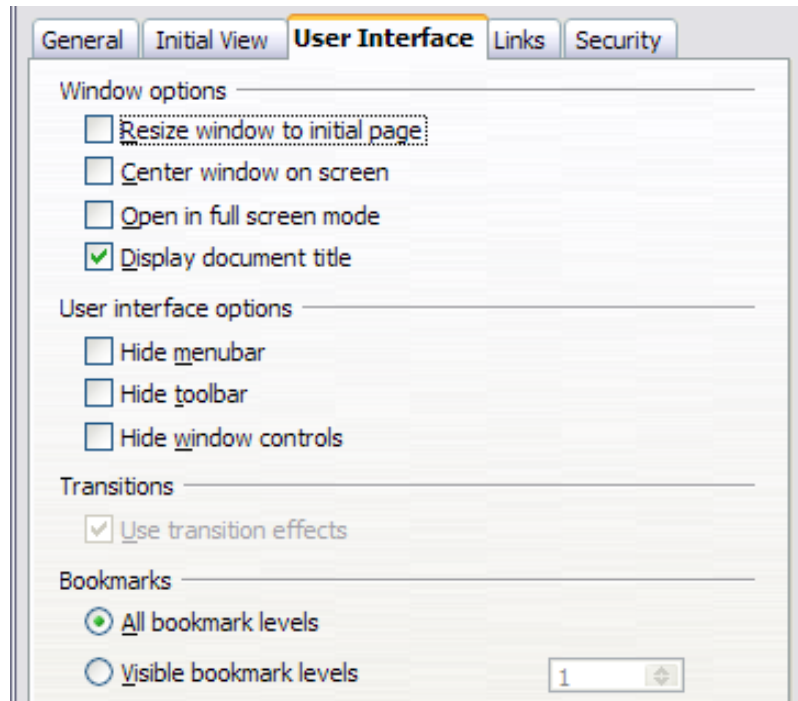 General Initial View User Interface Links Security
Window options
Resize window to initial page
Center window on screen
Open in full screen mode
Display document title
User interface options
Hide menubar
Hide toolbar
Hide window controls
Transitions
Use transition effects
Bookmarks
All bookmark levels
Visible bookmark levels 1